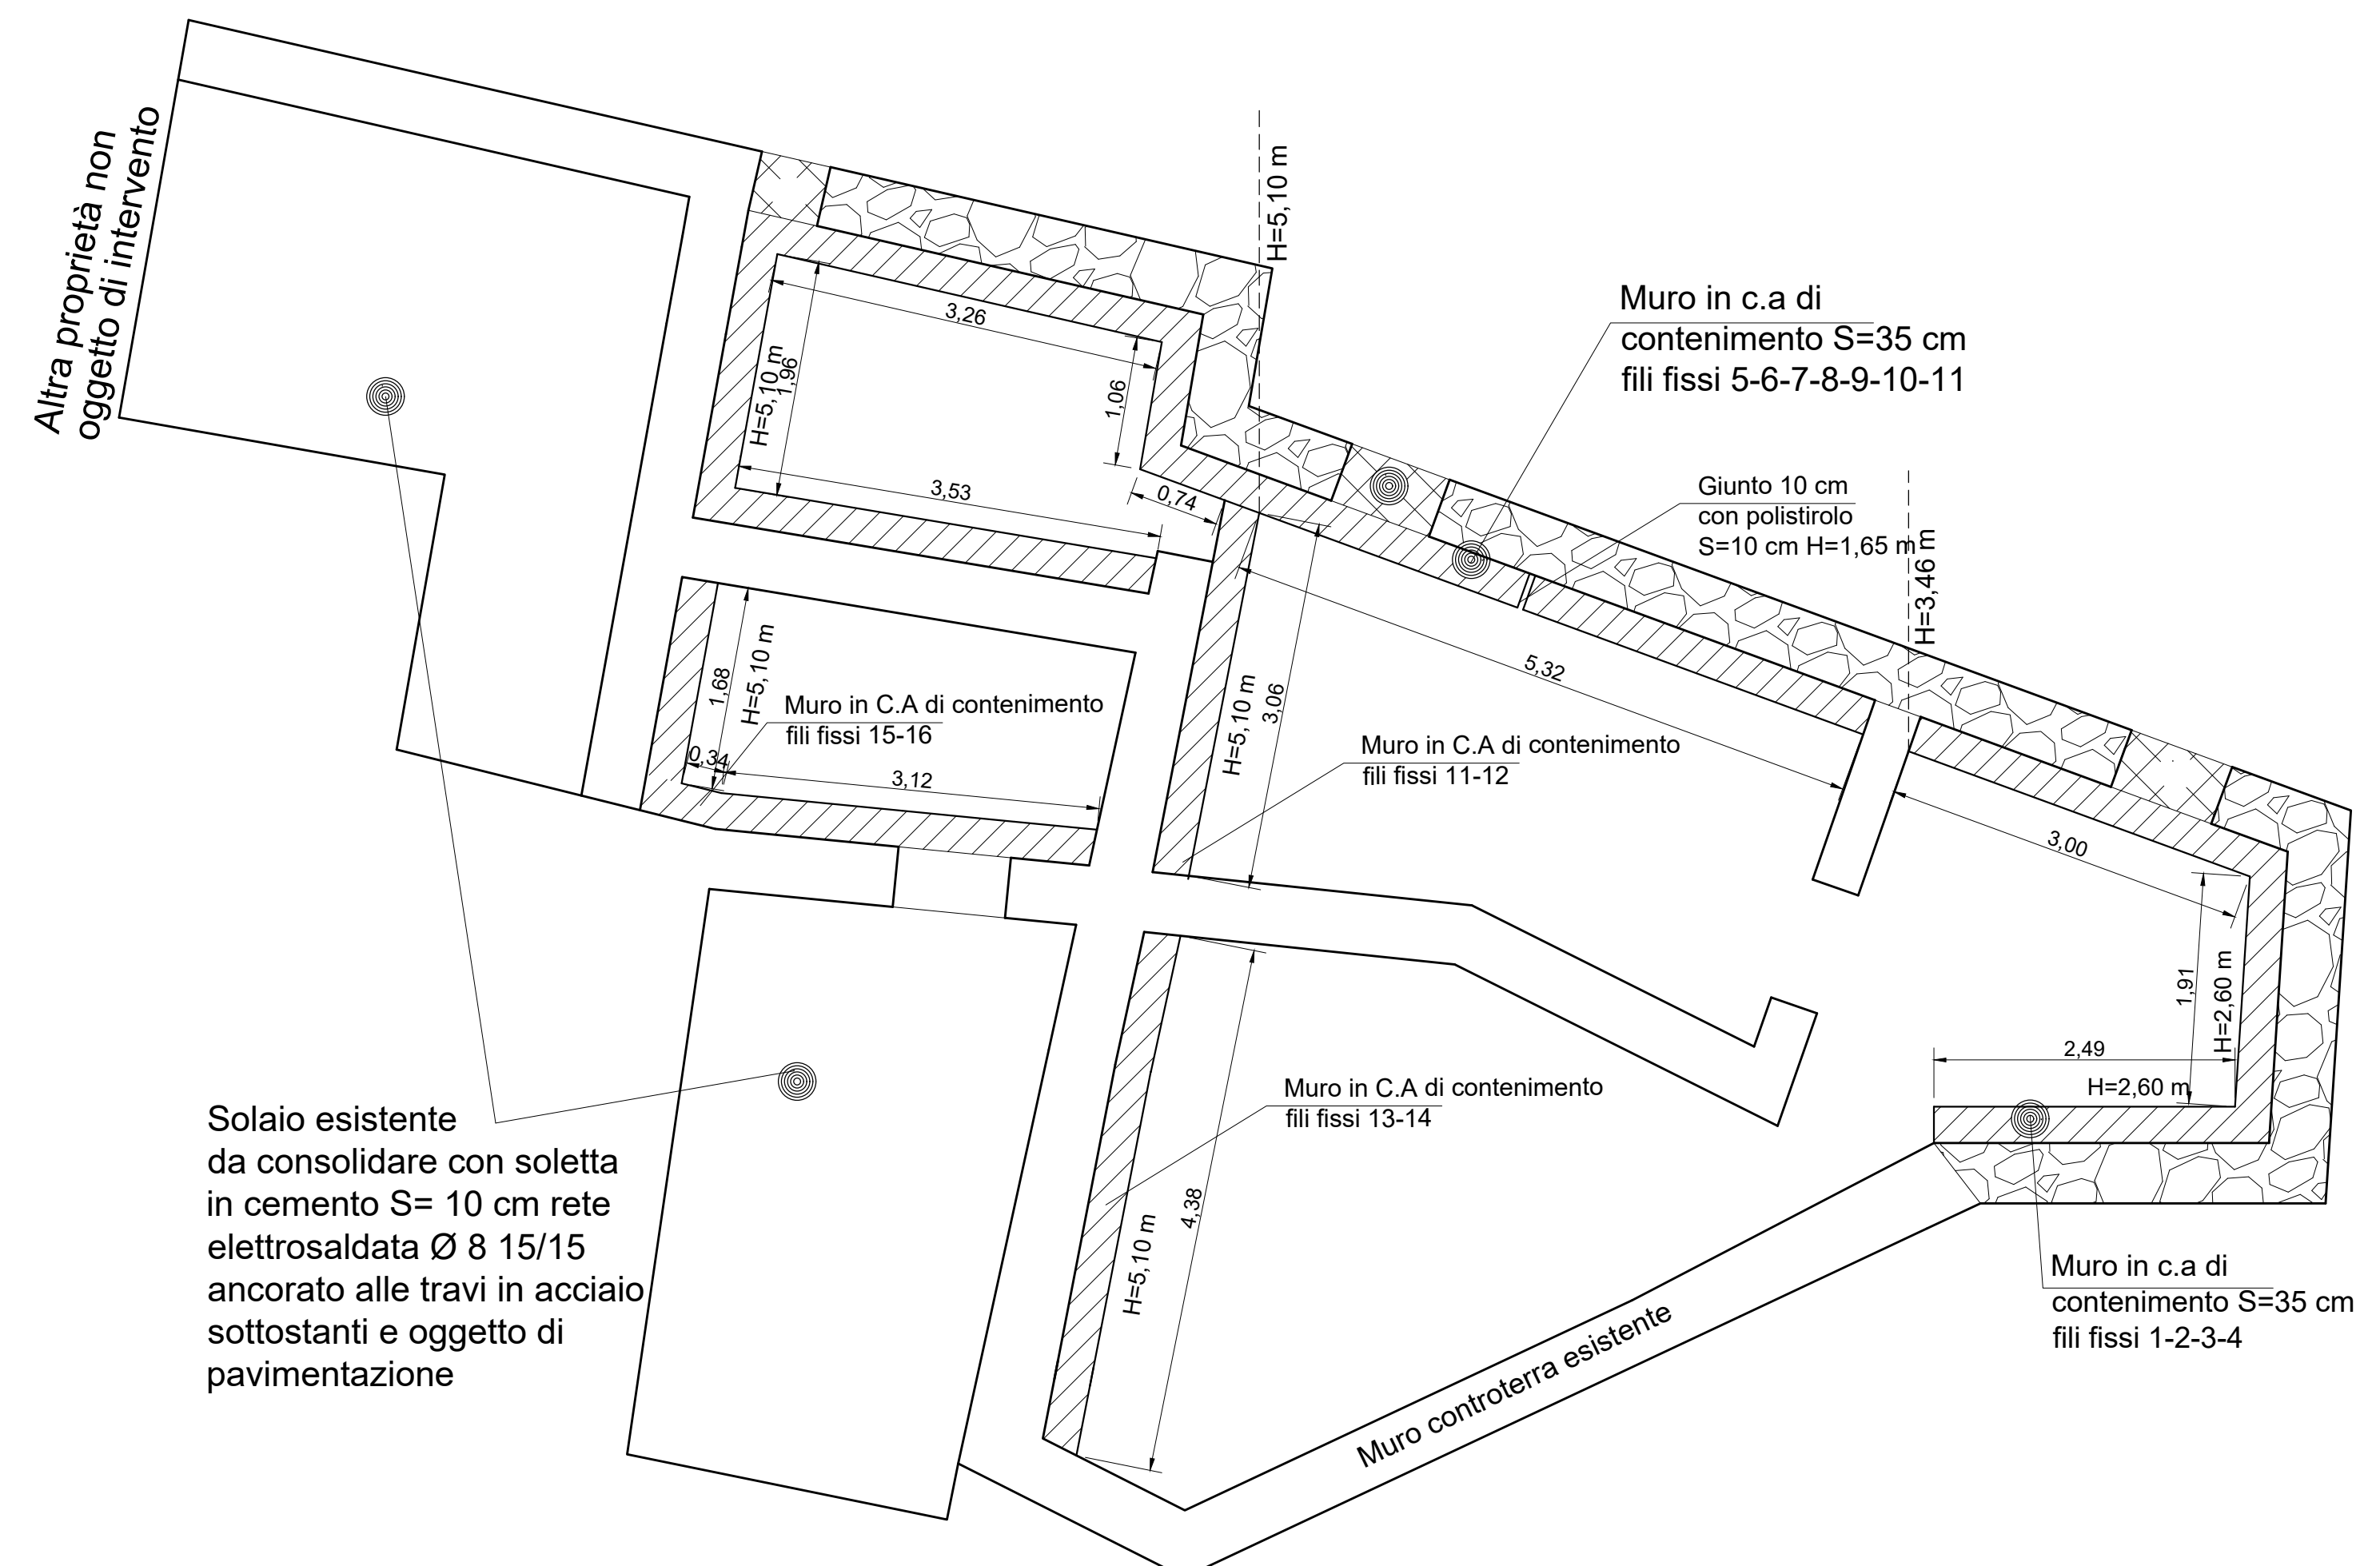 Altra proprietà non
oggetto di intervento
H=5,10 m
3,26
H=5,10 m
1,96
1,06
3,53
0,74
Muro in c.a di
contenimento S=35 cm
fili fissi 5-6-7-8-9-10-11
Giunto 10 cm
con polistirolo
S=10 cm H=1,65 m
H=3,46 m
5,32
1,68
H=5,10 m
Muro in C.A di contenimento
fili fissi 15-16
0,34
3,12
H=5,10 m
3,06
Muro in C.A di contenimento
fili fissi 11-12
3,00
1,91
H=2,60 m
2,49
H=2,60 m
Muro in C.A di contenimento
fili fissi 13-14
4,38
H=5,10 m
Solaio esistente
da consolidare con soletta
in cemento S= 10 cm rete
elettrosaldata Ø 8 15/15
ancorato alle travi in acciaio
sottostanti e oggetto di
pavimentazione
Muro controterra esistente
Muro in c.a di
contenimento S=35 cm
fili fissi 1-2-3-4